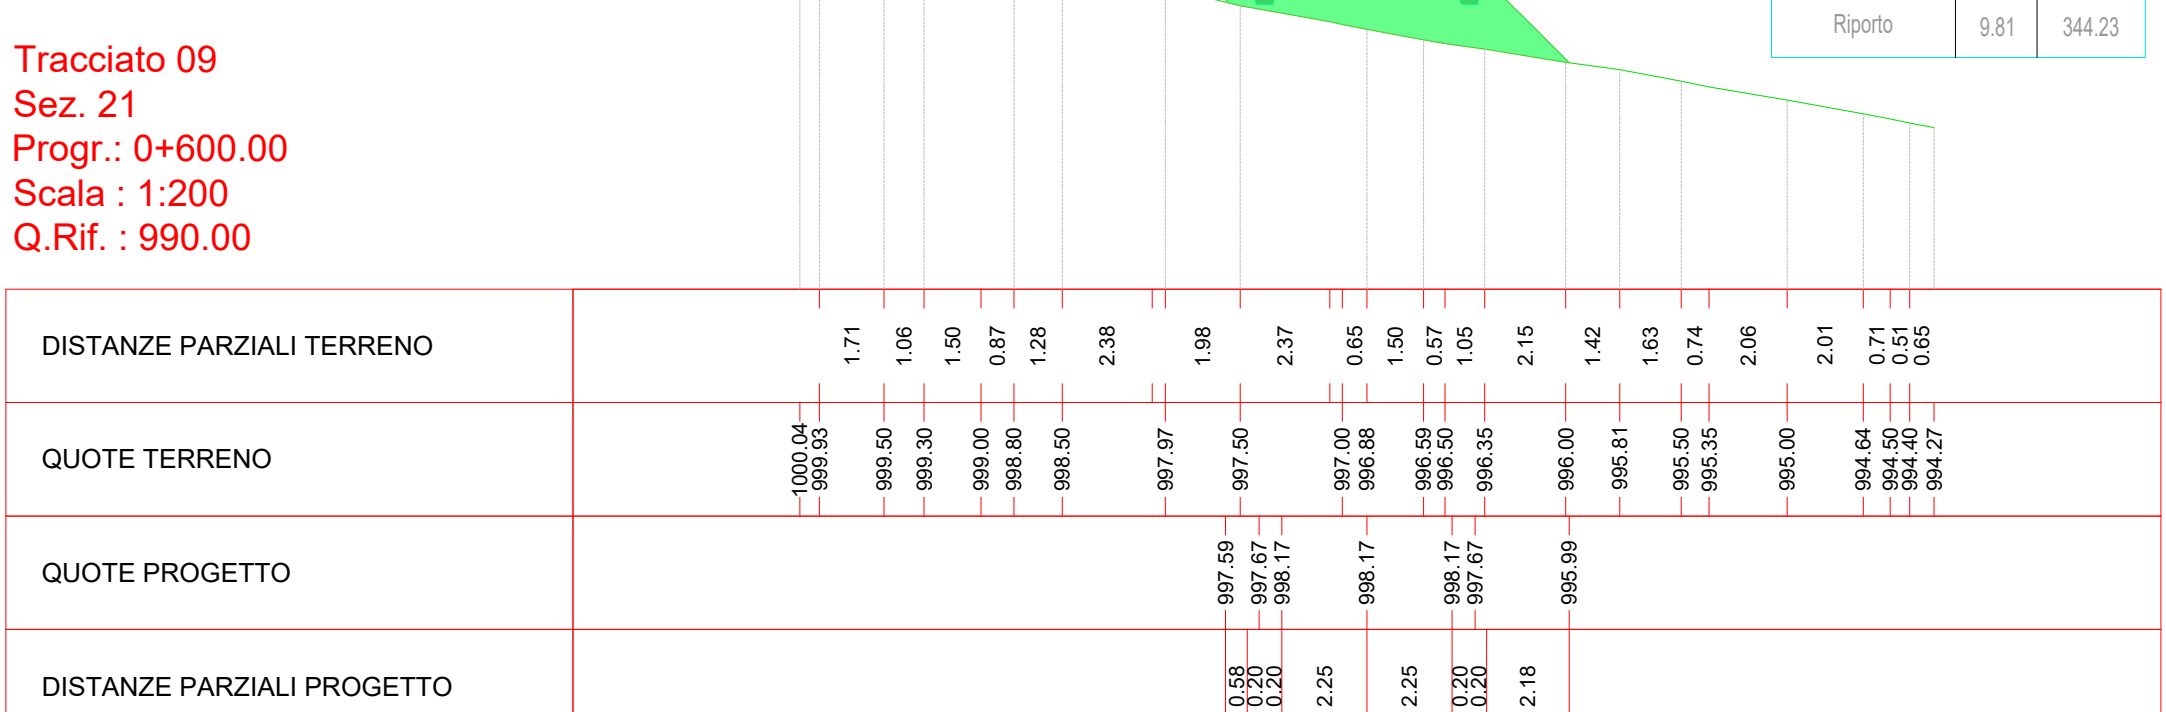 Riporto 9.81 344.23
Tracciato 09
Sez. 21
Progr.: 0+600.00
Scala : 1:200
Q.Rif. : 990.00
DISTANZE PARZIALI TERRENO 1.71 1.06 1.50 0.87 1.28 2.38 1.98 2.37 0.65 1.50 0.57 1.05 2.15 1.42 1.63 0.74 2.06 2.01 0.71 0.51 0.65
QUOTE TERRENO 1000.04 999.93 999.50 999.30 999.00 998.80 998.50 997.97 997.50 997.00 996.88 996.59 996.50 996.35 996.00 995.81 995.50 995.35 995.00 994.64 994.50 994.40 994.27
QUOTE PROGETTO 997.59 997.67 998.17 998.17 998.17 997.67 995.99
DISTANZE PARZIALI PROGETTO 0.58 0.20 0.20 2.25 2.25 0.20 0.20 2.18